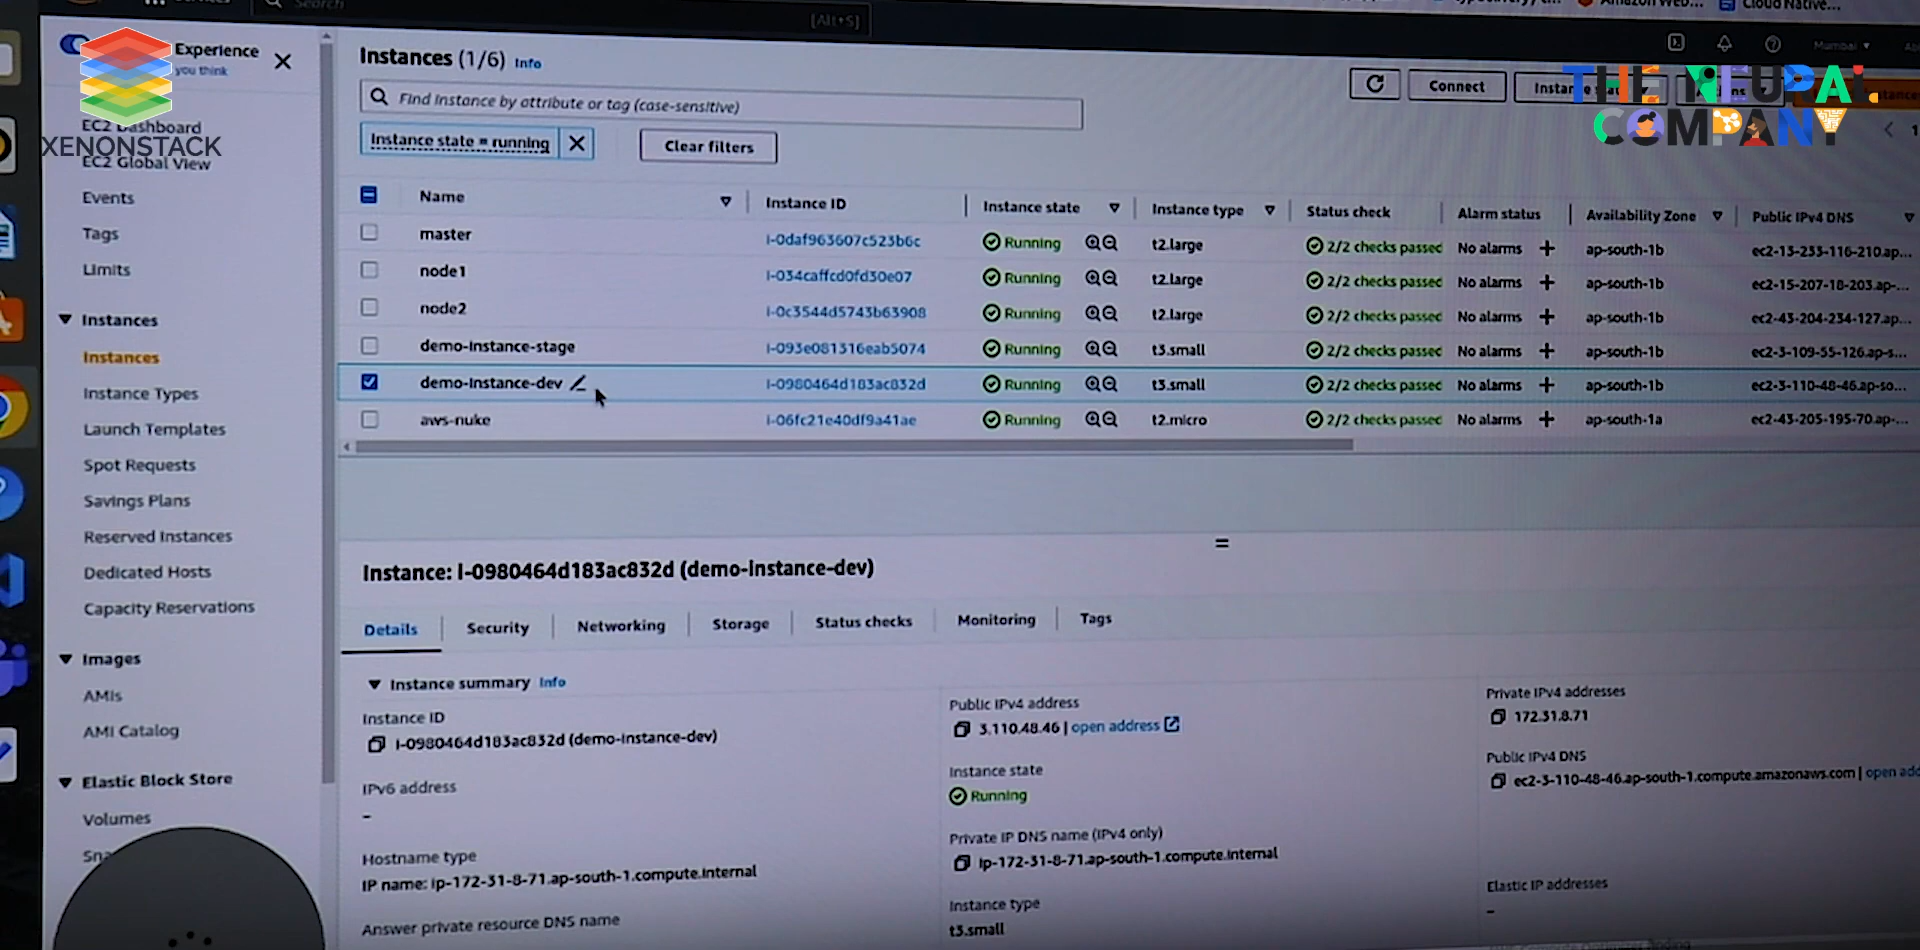 Search
[Alt+S]
Cloud Native...
Experience
you think
XENONSTACK
THE NEUPAL
COMPANY
Mumbai
Instances (1/6) Info
Connect
Find Instance by attribute or tag (case-sensitive)
Instance state = running
Clear filters
EC2 Dashboard
EC2 Global View
Events
Tags
Limits
Instances
Instances
Instance Types
Launch Templates
Spot Requests
Savings Plans
Reserved Instances
Dedicated Hosts
Capacity Reservations
Images
AMIs
AMI Catalog
Elastic Block Store
Volumes
Name Instance ID Instance state Instance type Status check Alarm status Availability Zone Public IPv4 DNS
master i-0daf963607c523b6c Running t2.large 2/2 checks passed No alarms + ap-south-1b ec2-13-233-116-210.ap...
node1 i-034caffcd0fd30e07 Running t2.large 2/2 checks passed No alarms + ap-south-1b ec2-15-207-18-203.ap-...
node2 i-0c3544d5743b63908 Running t2.large 2/2 checks passed No alarms + ap-south-1b ec2-43-204-234-127.ap...
demo-instance-stage i-093e081316eab5074 Running t3.small 2/2 checks passed No alarms + ap-south-1b ec2-3-109-55-126.ap-s...
demo-instance-dev i-0980464d183ac832d Running t3.small 2/2 checks passed No alarms + ap-south-1b ec2-3-110-48-46.ap-so...
aws-nuke i-06fc21e40df9a41ae Running t2.micro 2/2 checks passed No alarms + ap-south-1a ec2-43-205-195-70.ap-...
Instance: i-0980464d183ac832d (demo-instance-dev)
Details Security Networking Storage Status checks Monitoring Tags
Instance summary Info
Instance ID
i-0980464d183ac832d (demo-instance-dev)
IPv6 address
–
Hostname type
IP name: ip-172-31-8-71.ap-south-1.compute.internal
Answer private resource DNS name
Public IPv4 address
3.110.48.46 | open address
Instance state
Running
Private IP DNS name (IPv4 only)
ip-172-31-8-71.ap-south-1.compute.internal
Instance type
t3.small
Private IPv4 addresses
172.31.8.71
Public IPv4 DNS
ec2-3-110-48-46.ap-south-1.compute.amazonaws.com | open
Elastic IP addresses
–